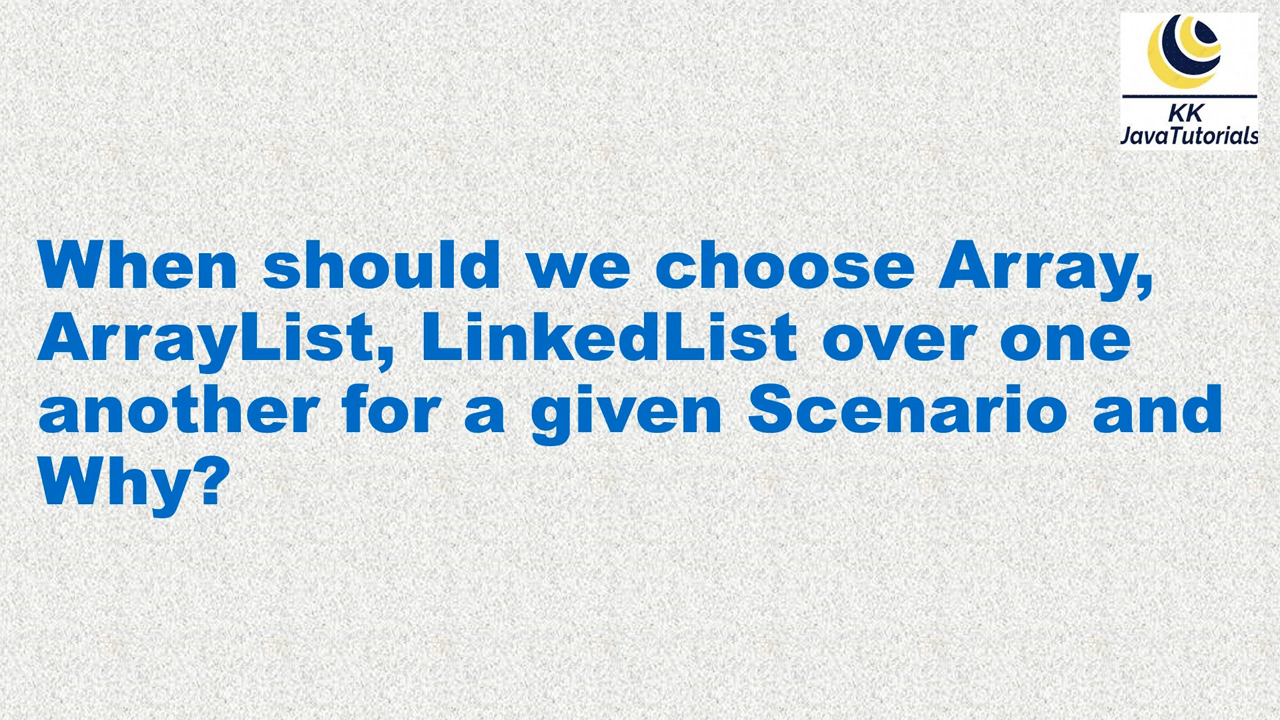 KK
JavaTutorials
When should we choose Array,
ArrayList, LinkedList over one
another for a given Scenario and
Why?